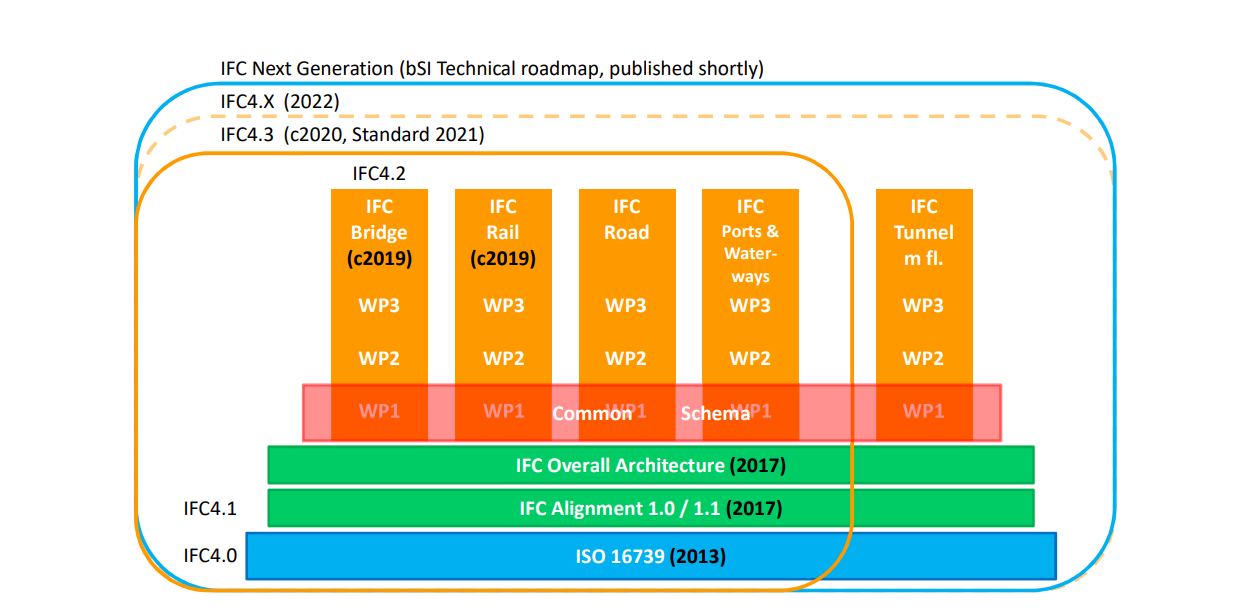 IFC Next Generation (bSI Technical roadmap, published shortly)
IFC4.X (2022)
IFC4.3 (c2020, Standard 2021)
IFC4.2
IFC
Bridge
(c2019)
WP3
WP2
WP1
IFC
Rail
(c2019)
WP3
WP2
WP1
IFC
Road
WP3
WP2
WP1
IFC
Ports &
Water-
ways
WP3
WP2
WP1
IFC
Tunnel
m fl.
WP3
WP2
WP1
Common Schema
IFC Overall Architecture (2017)
IFC4.1
IFC Alignment 1.0 / 1.1 (2017)
IFC4.0
ISO 16739 (2013)